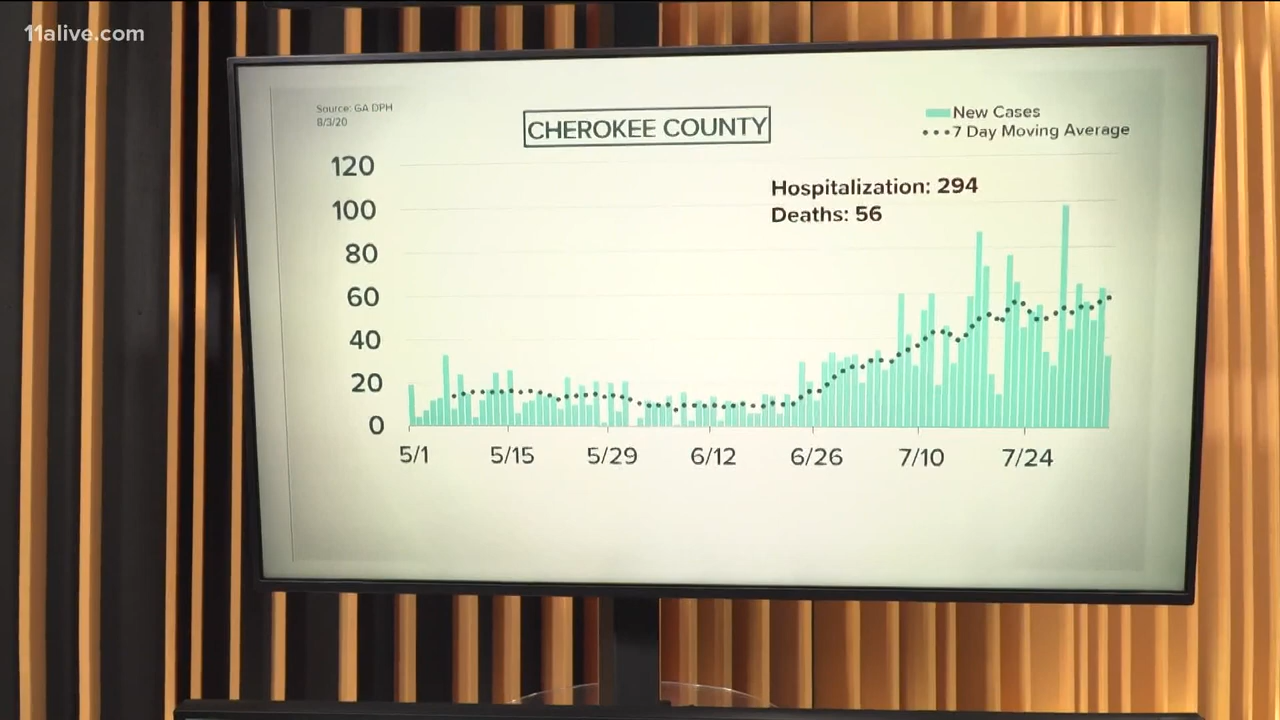 11alive.com
Source: GA DPH
8/3/20
CHEROKEE COUNTY
New Cases
7 Day Moving Average
Hospitalization: 294
Deaths: 56
120
100
80
60
40
20
0
5/1 5/15 5/29 6/12 6/26 7/10 7/24